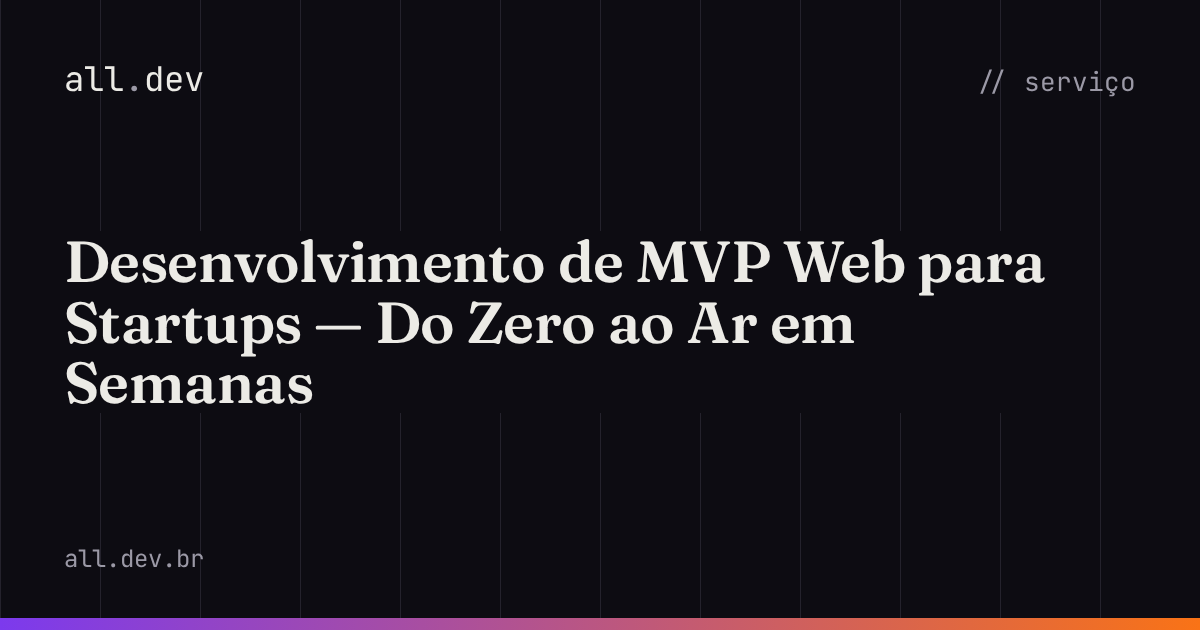 all.dev
// serviço
Desenvolvimento de MVP Web para
Startups — Do Zero ao Ar em
Semanas
all.dev.br